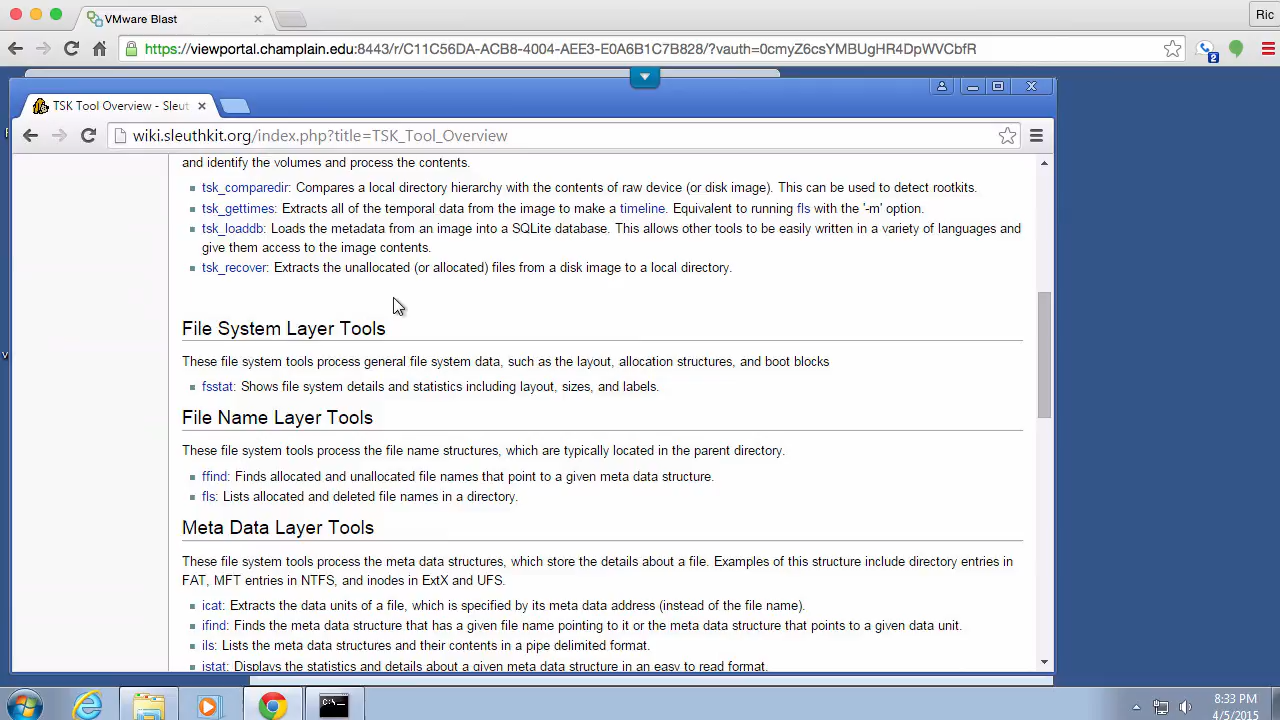 VMware Blast
Ric
https://viewportal.champlain.edu:8443/r/C11C56DA-ACB8-4004-AEE3-E0A6B1C7B828/?vauth=0cmyZ6csYMBUgHR4DpWVCbfR
2
TSK Tool Overview - Sleut
wiki.sleuthkit.org/index.php?title=TSK_Tool_Overview
and identify the volumes and process the contents.
tsk_comparedir: Compares a local directory hierarchy with the contents of raw device (or disk image). This can be used to detect rootkits.
tsk_gettimes: Extracts all of the temporal data from the image to make a timeline. Equivalent to running fls with the '-m' option.
tsk_loaddb: Loads the metadata from an image into a SQLite database. This allows other tools to be easily written in a variety of languages and
give them access to the image contents.
tsk_recover: Extracts the unallocated (or allocated) files from a disk image to a local directory.
File System Layer Tools
These file system tools process general file system data, such as the layout, allocation structures, and boot blocks
fsstat: Shows file system details and statistics including layout, sizes, and labels.
File Name Layer Tools
These file system tools process the file name structures, which are typically located in the parent directory.
ffind: Finds allocated and unallocated file names that point to a given meta data structure.
fls: Lists allocated and deleted file names in a directory.
Meta Data Layer Tools
These file system tools process the meta data structures, which store the details about a file. Examples of this structure include directory entries in
FAT, MFT entries in NTFS, and inodes in ExtX and UFS.
icat: Extracts the data units of a file, which is specified by its meta data address (instead of the file name).
ifind: Finds the meta data structure that has a given file name pointing to it or the meta data structure that points to a given data unit.
ils: Lists the meta data structures and their contents in a pipe delimited format.
istat: Displays the statistics and details about a given meta data structure in an easy to read format.
C:\_
8:33 PM
4/5/2015